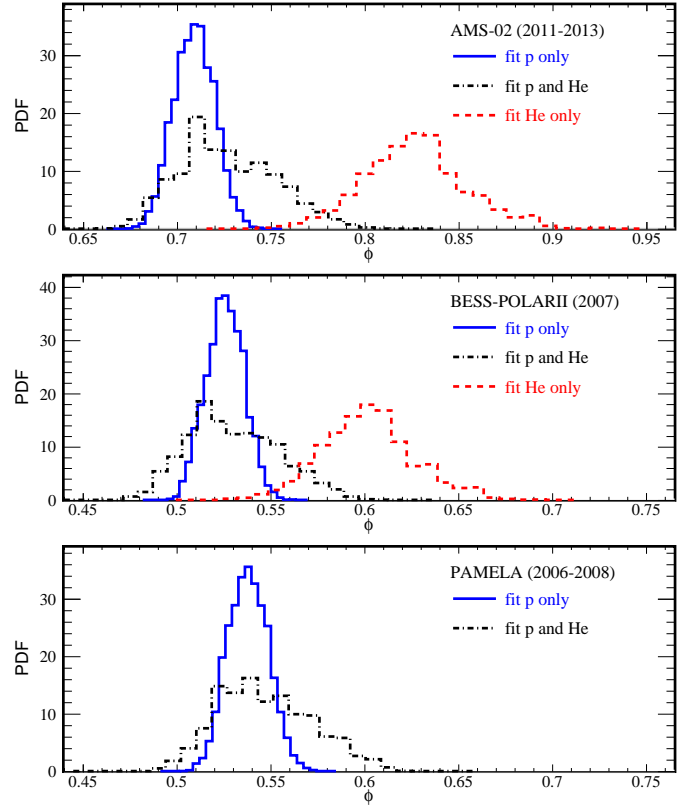 AMS-02 (2011-2013)
fit p only
fit p and He
fit He only
PDF
30
20
10
0
0.65 0.7 0.75 0.8 0.85 0.9 0.95
ϕ
BESS-POLARII (2007)
fit p only
fit p and He
fit He only
PDF
40
30
20
10
0
0.45 0.5 0.55 0.6 0.65 0.7 0.75
ϕ
PAMELA (2006-2008)
fit p only
fit p and He
PDF
30
20
10
0
0.45 0.5 0.55 0.6 0.65 0.7 0.75
ϕ